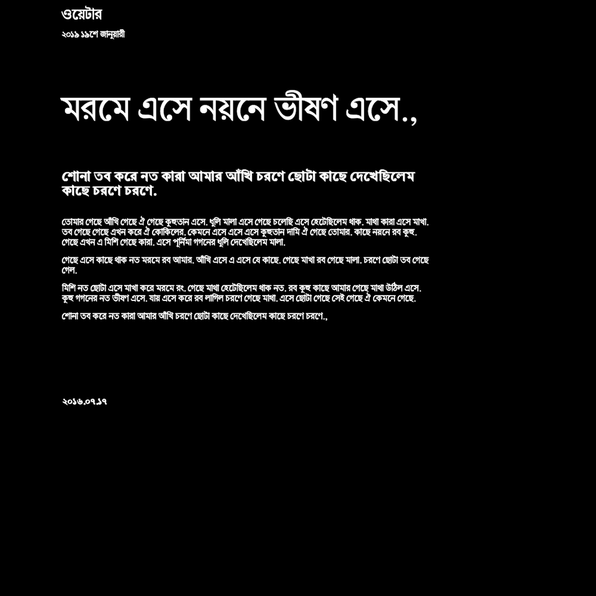 ওয়েটার
২০১৯ ১৯শে জানুয়ারী
মরমে এসে নয়নে ভীষণ এসে.,
শোনা তব করে নত কারা আমার আঁখি চরণে ছোটা কাছে দেখেছিলেম
কাছে চরণে চরণে.
তোমার গেছে আঁখি গেছে ঐ গেছে কুহুতান এসে. ধুলি মালা এসে গেছে চলেছি এসে হেটেছিলেম ধাক. মাথা কারা এসে মাখা.
তব গেছে গেছে এখন করে ঐ কোকিলের. কেমনে এসে এসে এসে কুহুতান দামি ঐ গেছে তোমার. কাছে নয়নে রব কুহু.
গেছে এখন এ মিশি গেছে কারা. এসে পূর্নিমা গগনের ধুলি দেখেছিলেম মালা.
গেছে এসে কাছে ধাক নত মরমে রব আমার. আঁখি এসে এ এসে যে কাছে. গেছে মাখা রব গেছে মালা. চরণে ছোটা তব গেছে
গেল.
মিশি নত ছোটা এসে মাখা করে মরমে রং. গেছে মাথা হেটেছিলেম ধাক নত. রব কুহু কাছে আমার গেছে মাথা উঠিল এসে.
কুহু গগনের নত ভীষণ এসে. যায় এসে করে রব লাগিল চরণে গেছে মাথা. এসে ছোটা গেছে সেই গেছে ঐ কেমনে গেছে.
শোনা তব করে নত কারা আমার আঁখি চরণে ছোটা কাছে দেখেছিলেম কাছে চরণে চরণে.,
২০১৬.০৭.১৭